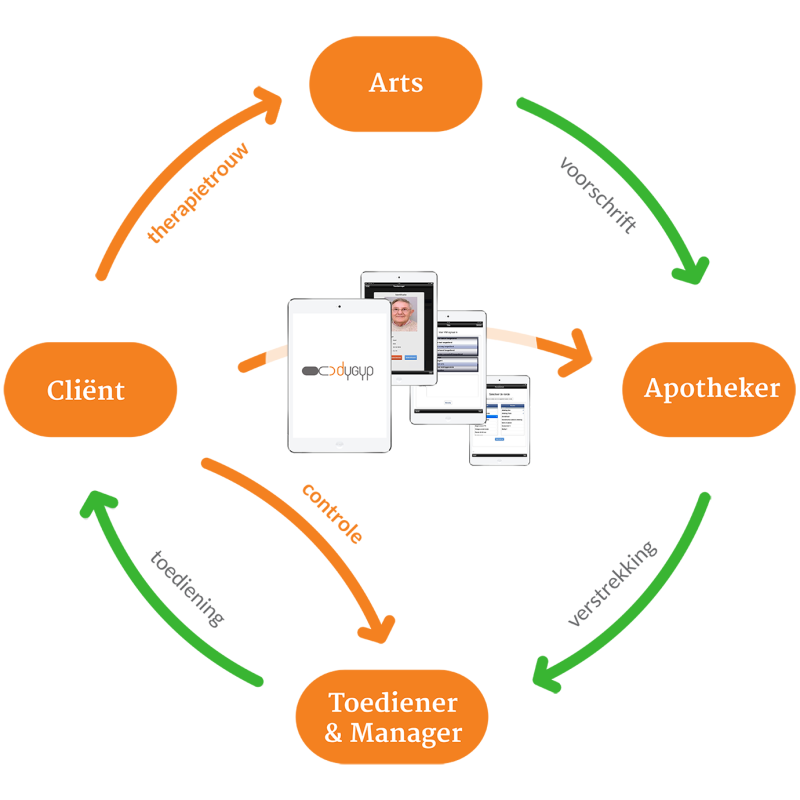 Arts
therapietrouw
voorschrift
Cliënt
Apotheker
controle
toediening
verstrekking
Toediener
& Manager